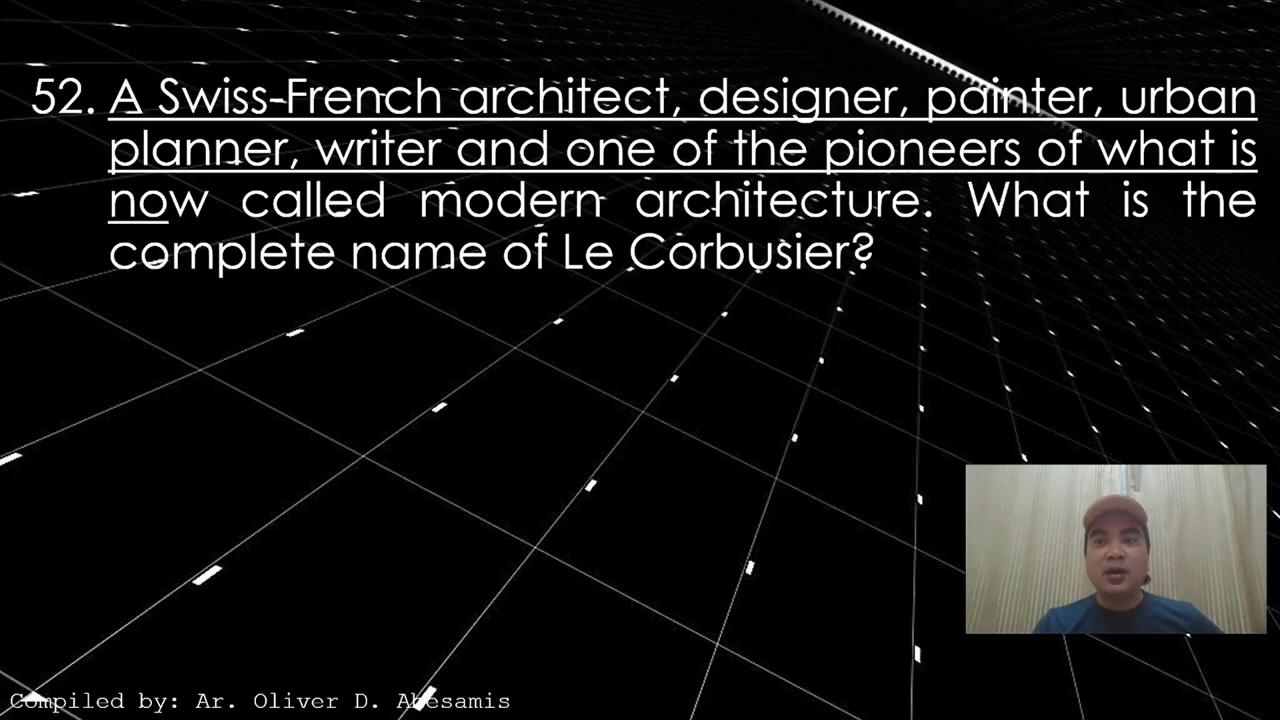 52. A Swiss-French architect, designer, painter, urban
planner, writer and one of the pioneers of what is
now called modern architecture. What is the
complete name of Le Corbusier?
Compiled by: Ar. Oliver D. Abesamis